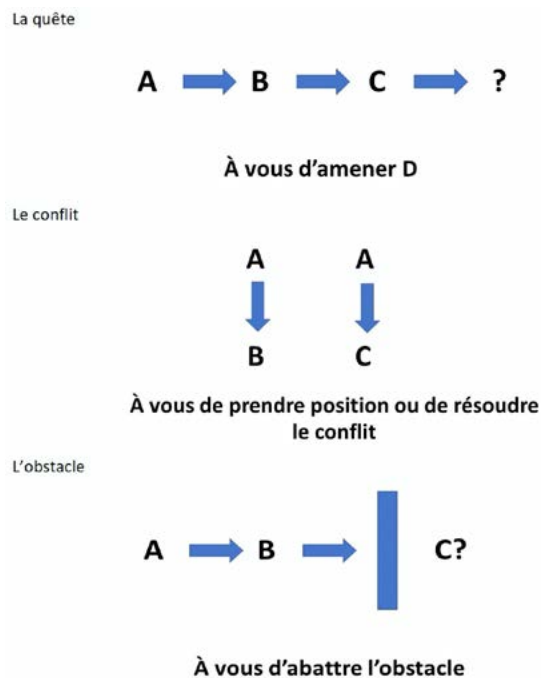 La quête
A B C ?
À vous d'amener D
Le conflit
A A
B C
À vous de prendre position ou de résoudre
le conflit
L'obstacle
A B C?
À vous d'abattre l'obstacle